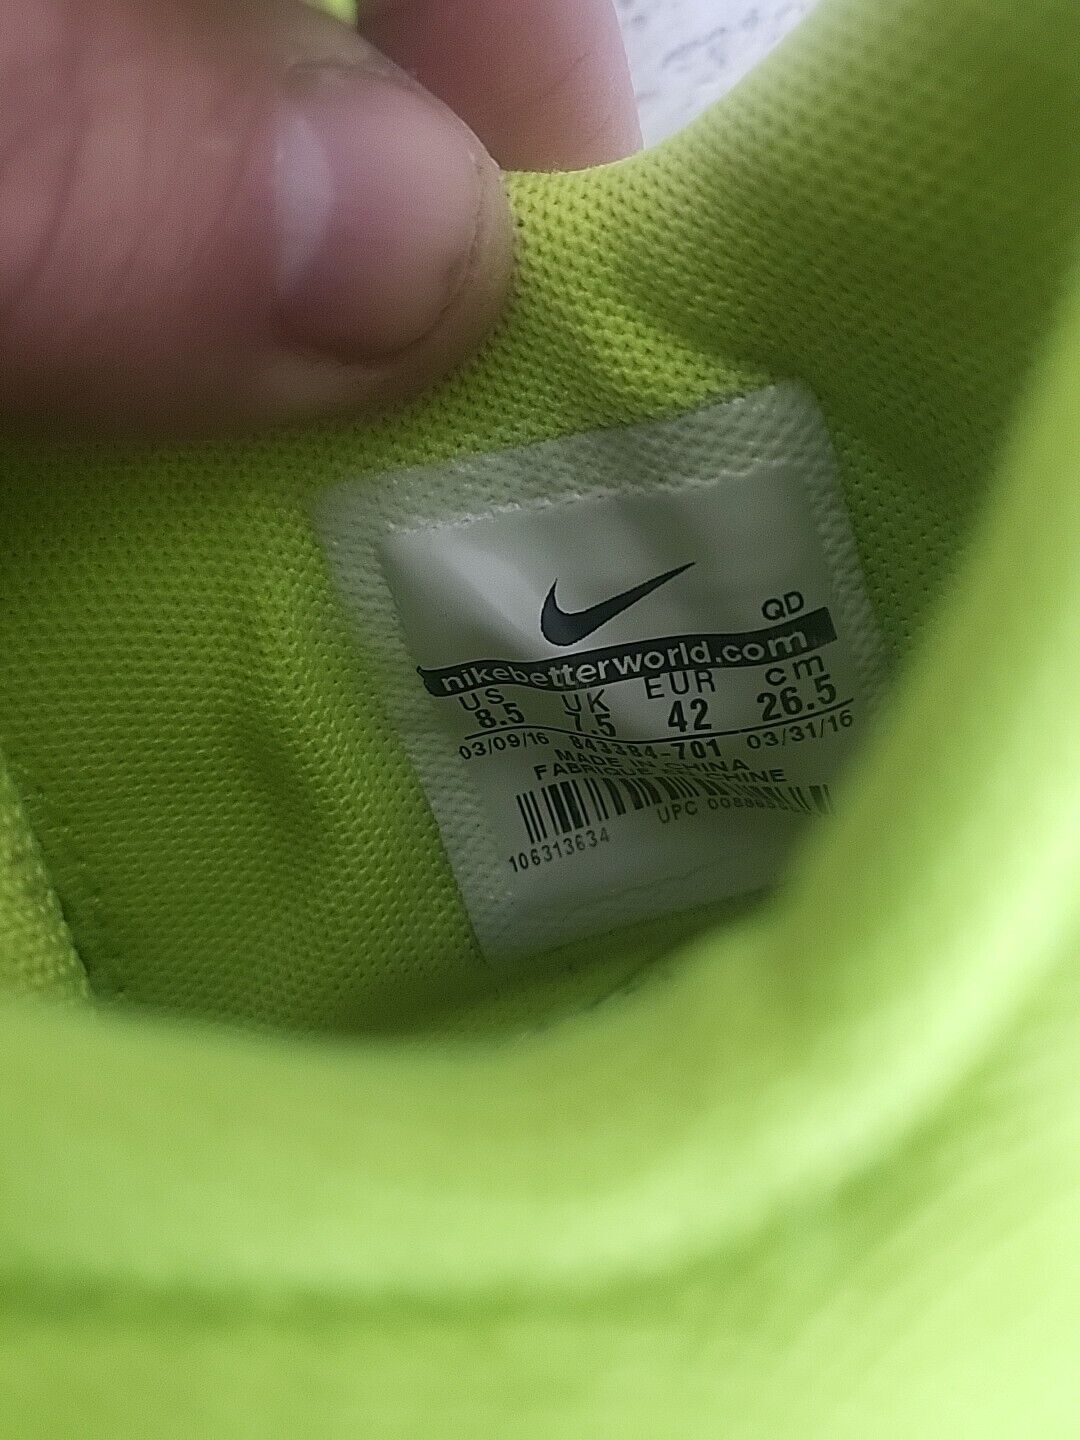 QD
nikebetterworld.com
US UK EUR cm
8.5 7.5 42 26.5
03/09/16 843384-701 03/31/16
MADE IN CHINA
FABRIQUE EN CHINE
UPC
106313634